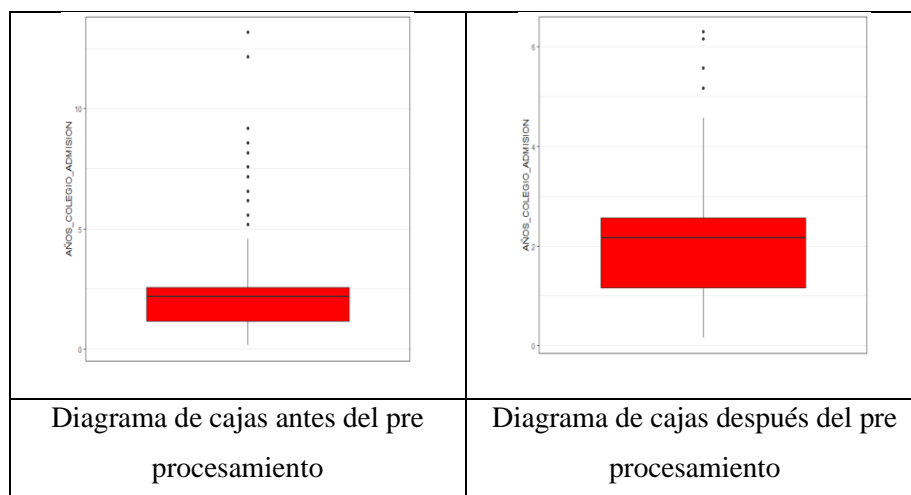 AÑOS_COLEGIO_ADMISION
10
5
0
AÑOS_COLEGIO_ADMISION
6
4
2
0
Diagrama de cajas antes del pre
procesamiento
Diagrama de cajas después del pre
procesamiento